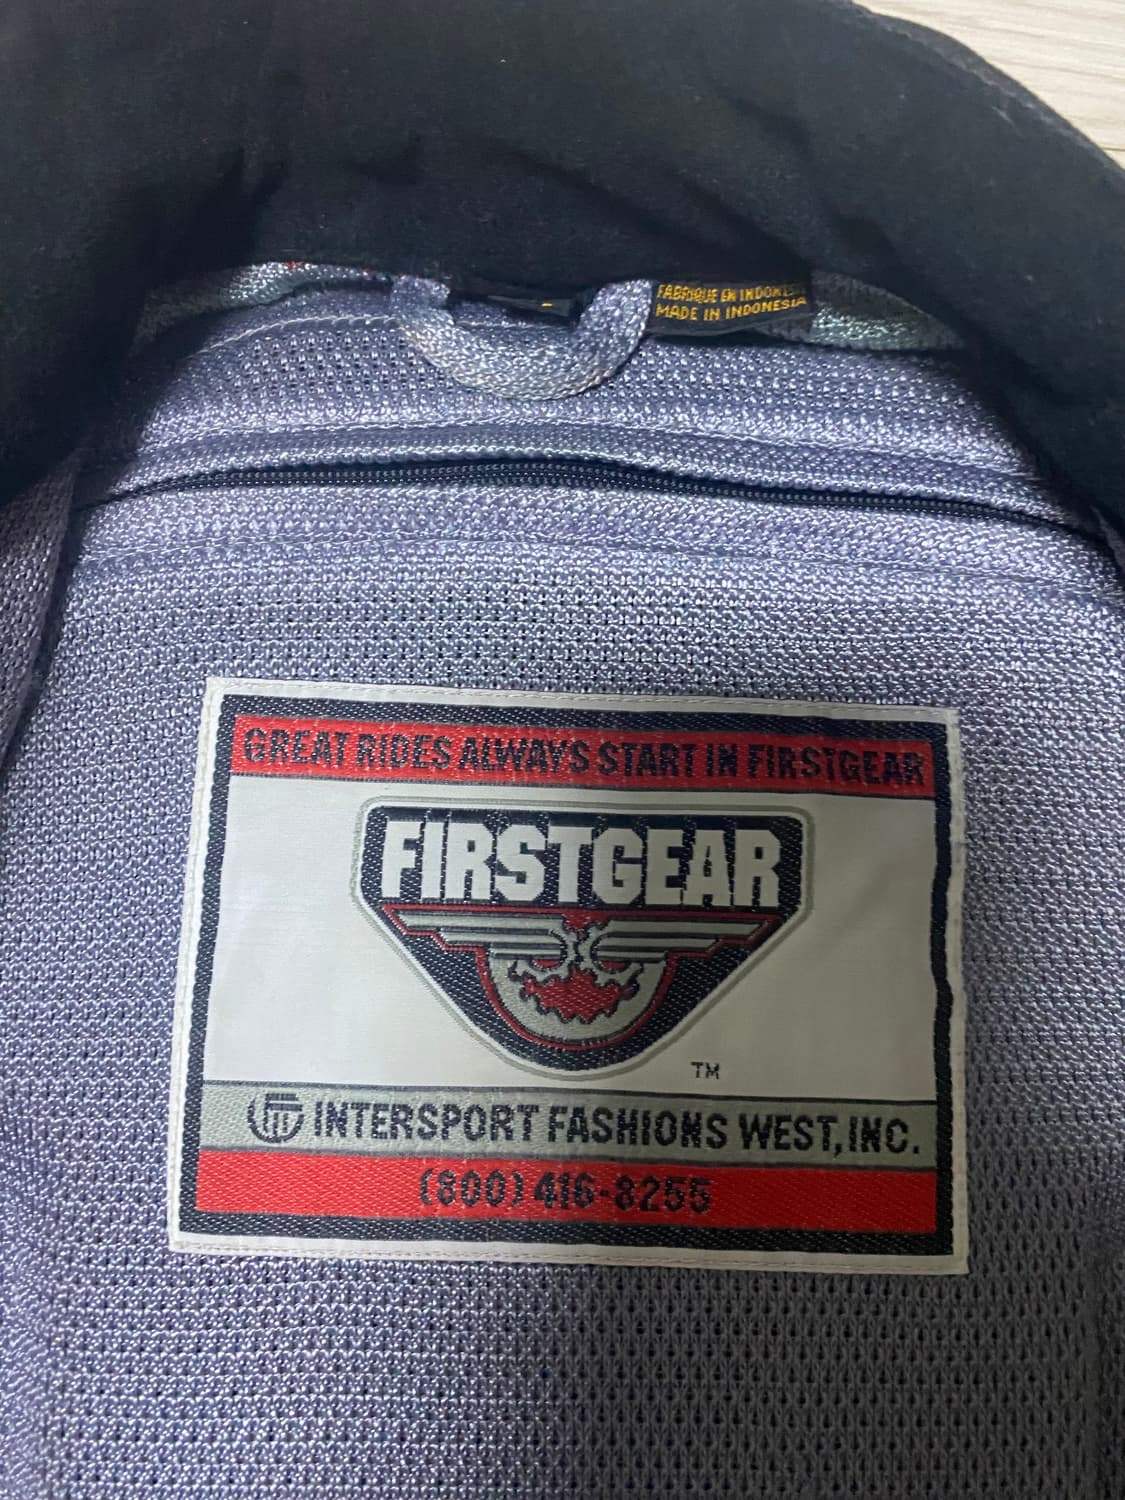 FABRIQUE EN INDONESIE
MADE IN INDONESIA
GREAT RIDES ALWAYS START IN FIRSTGEAR
FIRSTGEAR
TM
INTERSPORT FASHIONS WEST, INC.
(800) 416-8255